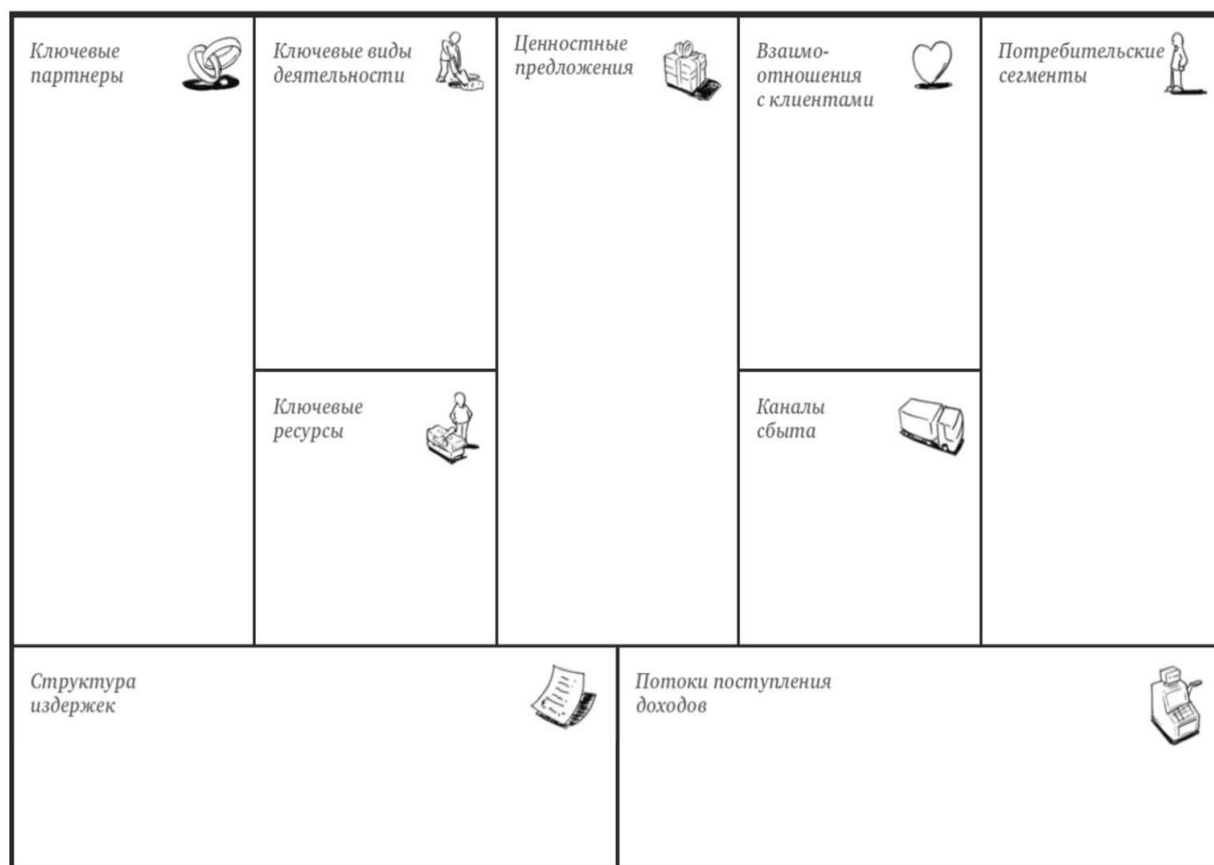 Ключевые
партнеры
Ключевые виды
деятельности
Ценностные
предложения
Взаимо-
отношения
с клиентами
Потребительские
сегменты
Ключевые
ресурсы
Каналы
сбыта
Структура
издержек
Потоки поступления
доходов